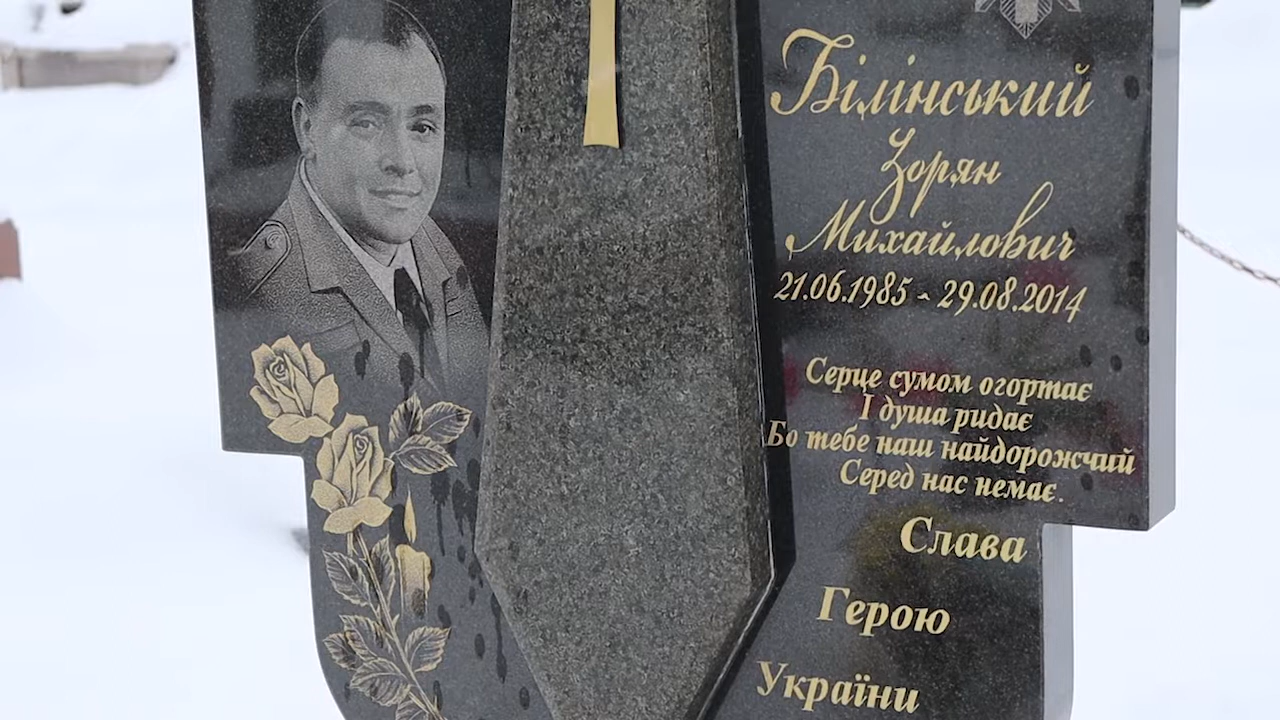 Білінський
Зорян
Михайлович
21.06.1985 - 29.08.2014
Серце сумом огортає
І душа ридає
Бо тебе наш найдорожчий
Серед нас немає.
Слава
Герою
України